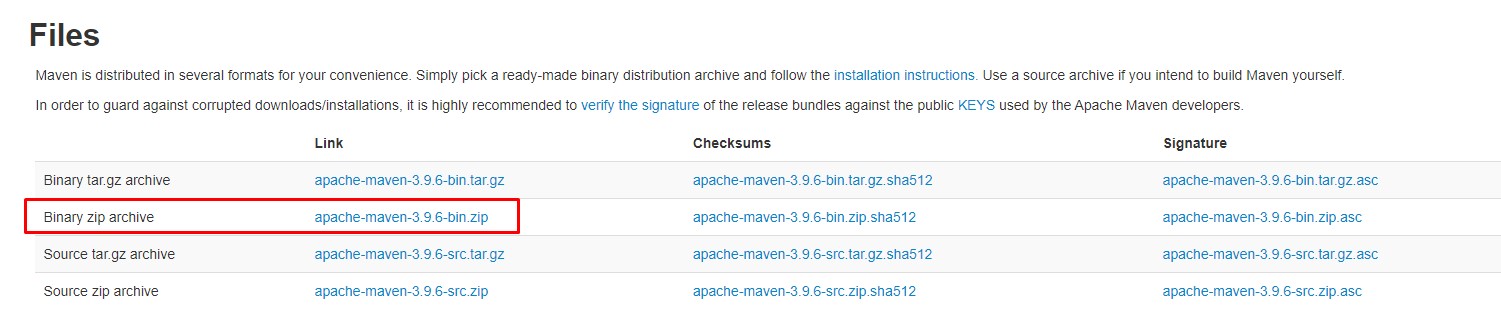 Files
Maven is distributed in several formats for your convenience. Simply pick a ready-made binary distribution archive and follow the installation instructions. Use a source archive if you intend to build Maven yourself.
In order to guard against corrupted downloads/installations, it is highly recommended to verify the signature of the release bundles against the public KEYS used by the Apache Maven developers.
Link Checksums Signature
Binary tar.gz archive apache-maven-3.9.6-bin.tar.gz apache-maven-3.9.6-bin.tar.gz.sha512 apache-maven-3.9.6-bin.tar.gz.asc
Binary zip archive apache-maven-3.9.6-bin.zip apache-maven-3.9.6-bin.zip.sha512 apache-maven-3.9.6-bin.zip.asc
Source tar.gz archive apache-maven-3.9.6-src.tar.gz apache-maven-3.9.6-src.tar.gz.sha512 apache-maven-3.9.6-src.tar.gz.asc
Source zip archive apache-maven-3.9.6-src.zip apache-maven-3.9.6-src.zip.sha512 apache-maven-3.9.6-src.zip.asc